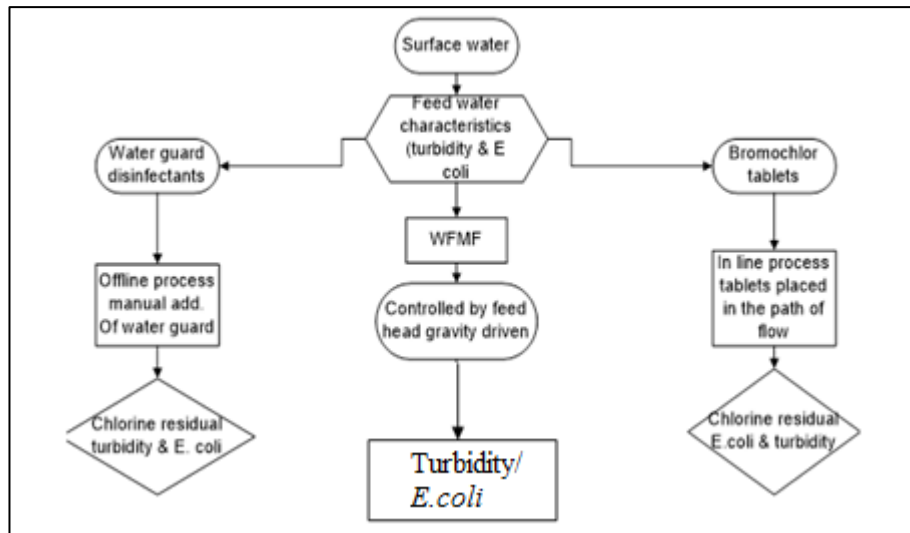 Surface water
Feed water
characteristics
(turbidity & E
coli
Water guard
disinfectants
Bromochlor
tablets
WFMF
Offline process
manual add.
Of water guard
In line process
tablets placed
in the path of
flow
Controlled by feed
head gravity driven
Chlorine residual
turbidity & E. coli
Chlorine residual
E.coli & turbidity
Turbidity/
E.coli